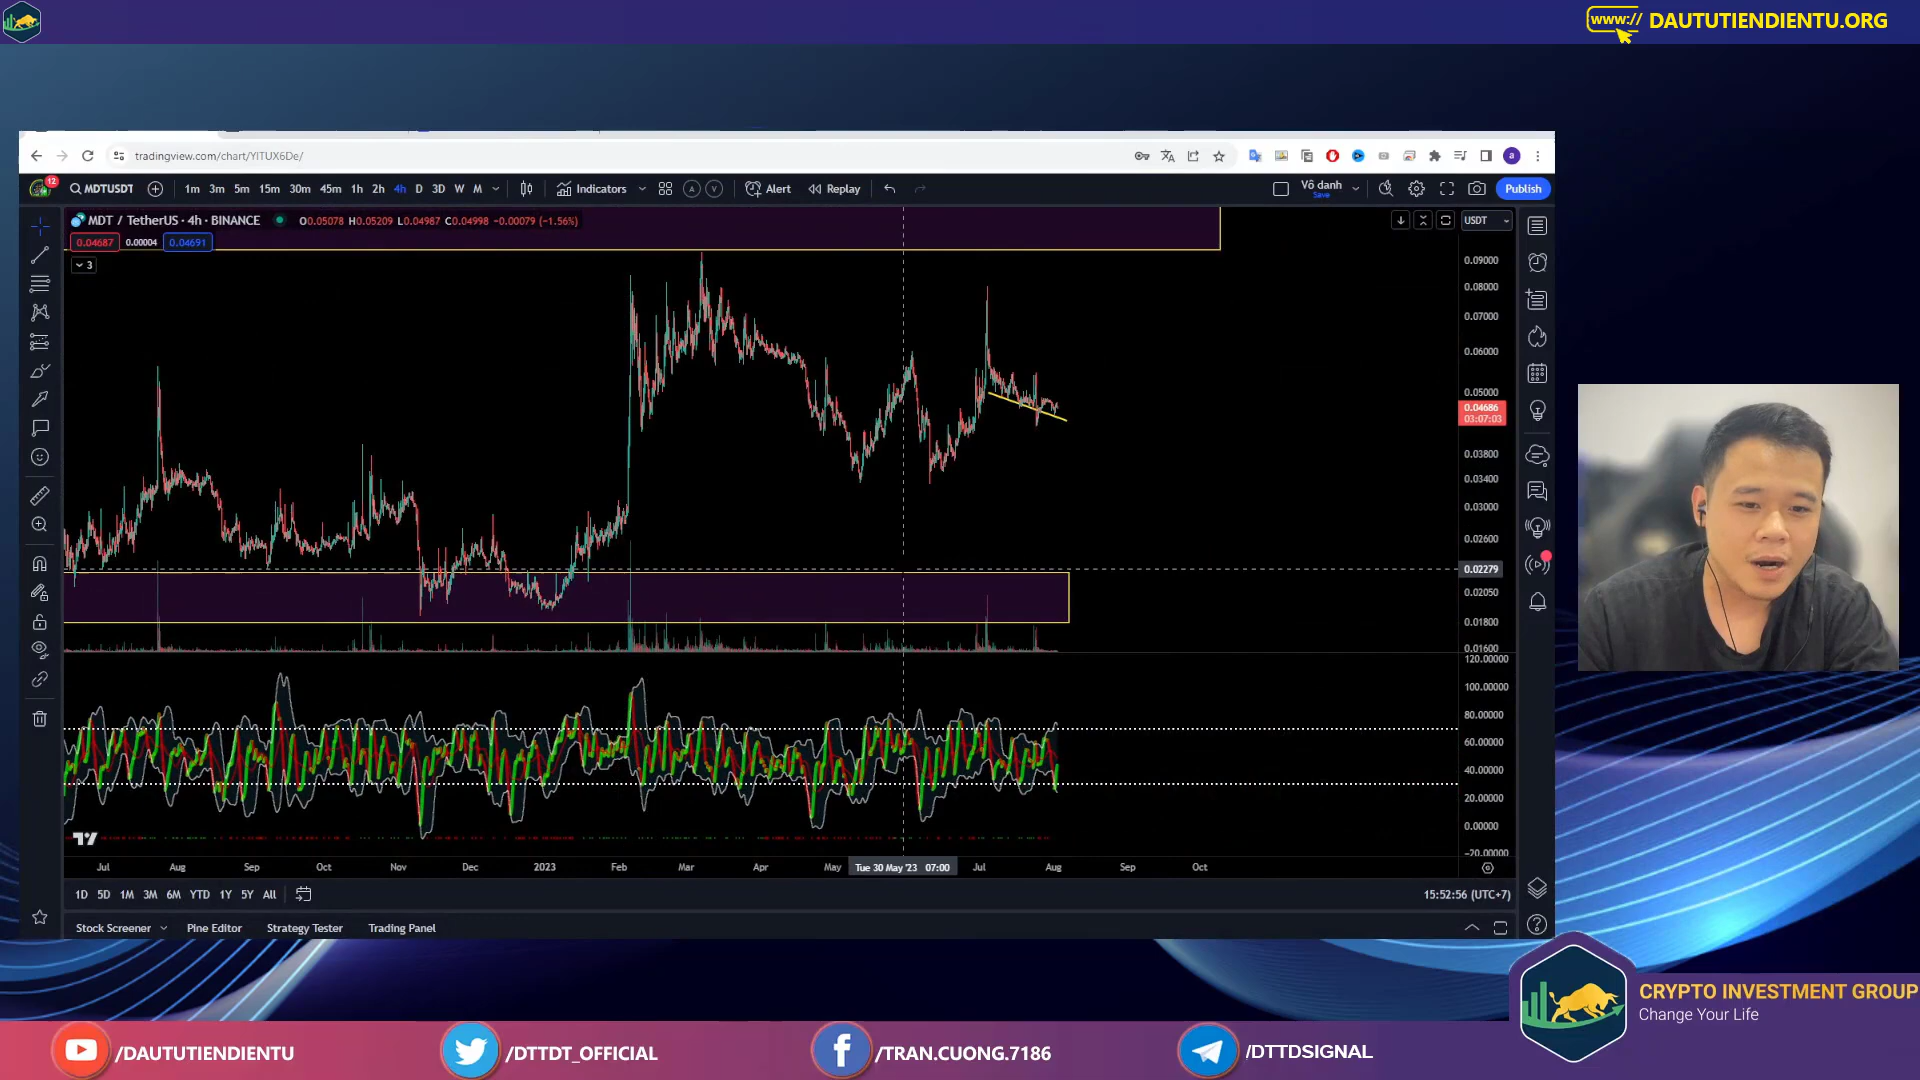 www:// DAUTUTIENDIENTU.ORG
tradingview.com/chart/YITUX6De/
a
12
MDTUSDT
1m 3m 5m 15m 30m 45m 1h 2h 4h D 3D W M
Indicators
A V
Alert
Replay
Vô danh
Save
Publish
MDT / TetherUS · 4h · BINANCE O0.05078 H0.05209 L0.04987 C0.04998 −0.00079 (−1.56%)
USDT
0.04687 0.00004 0.04691
3
0.09000
0.08000
0.07000
0.06000
0.05000
0.04686
03:07:03
0.03800
0.03400
0.03000
0.02600
0.02279
0.02050
0.01800
0.01600
120.00000
100.00000
80.00000
60.00000
40.00000
20.00000
0.00000
−20.00000
Jul Aug Sep Oct Nov Dec 2023 Feb Mar Apr May Tue 30 May '23 07:00 Jul Aug Sep Oct
1D 5D 1M 3M 6M YTD 1Y 5Y All
15:52:56 (UTC+7)
Stock Screener Pine Editor Strategy Tester Trading Panel
CRYPTO INVESTMENT GROUP
Change Your Life
/DAUTUTIENDIENTU
/DTTDT_OFFICIAL
/TRAN.CUONG.7186
/DTTDSIGNAL